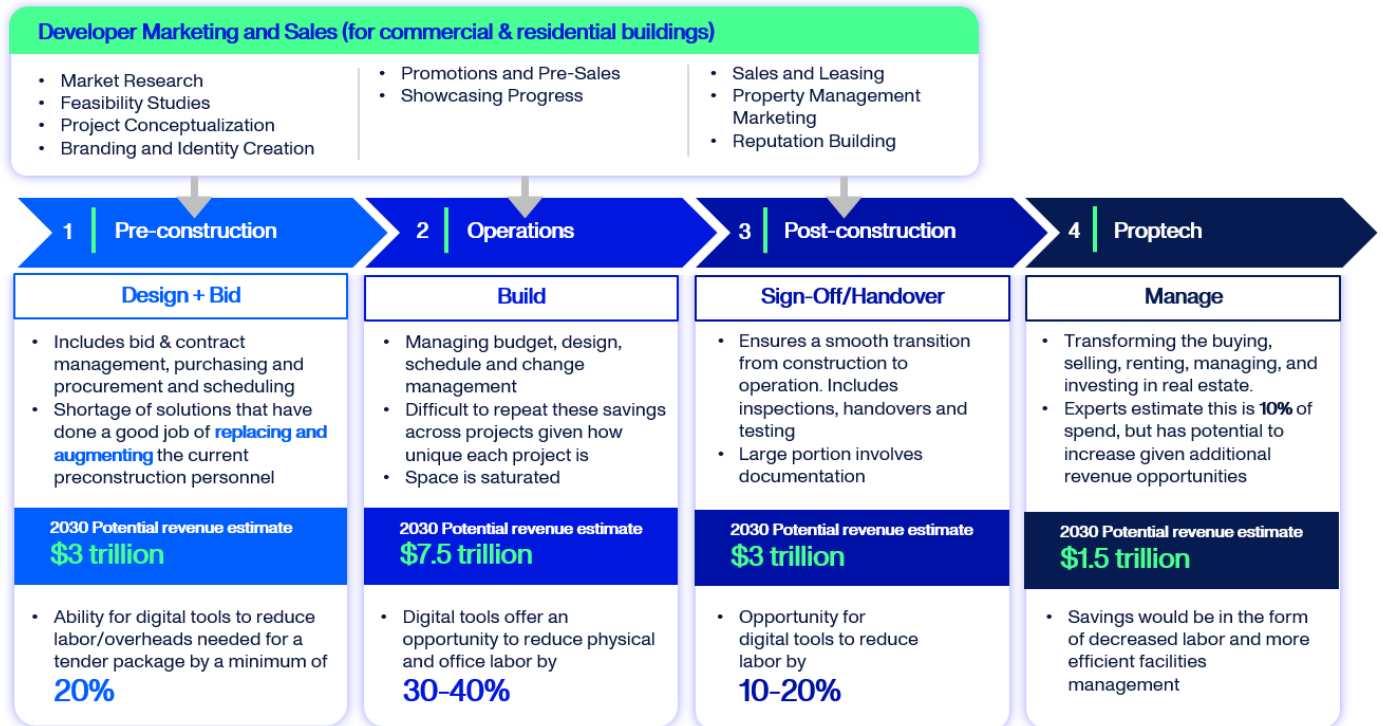 Developer Marketing and Sales (for commercial & residential buildings)
• Market Research
• Feasibility Studies
• Project Conceptualization
• Branding and Identity Creation
• Promotions and Pre-Sales
• Showcasing Progress
• Sales and Leasing
• Property Management
Marketing
• Reputation Building
1 Pre-construction
2 Operations
3 Post-construction
4 Proptech
Design + Bid
• Includes bid & contract
management, purchasing and
procurement and scheduling
• Shortage of solutions that have
done a good job of replacing and
augmenting the current
preconstruction personnel
2030 Potential revenue estimate
$3 trillion
• Ability for digital tools to reduce
labor/overheads needed for a
tender package by a minimum of
20%
Build
• Managing budget, design,
schedule and change
management
• Difficult to repeat these savings
across projects given how
unique each project is
• Space is saturated
2030 Potential revenue estimate
$7.5 trillion
• Digital tools offer an
opportunity to reduce physical
and office labor by
30-40%
Sign-Off/Handover
• Ensures a smooth transition
from construction to
operation. Includes
inspections, handovers and
testing
• Large portion involves
documentation
2030 Potential revenue estimate
$3 trillion
• Opportunity for
digital tools to reduce
labor by
10-20%
Manage
• Transforming the buying,
selling, renting, managing, and
investing in real estate.
• Experts estimate this is 10% of
spend, but has potential to
increase given additional
revenue opportunities
2030 Potential revenue estimate
$1.5 trillion
• Savings would be in the form
of decreased labor and more
efficient facilities
management